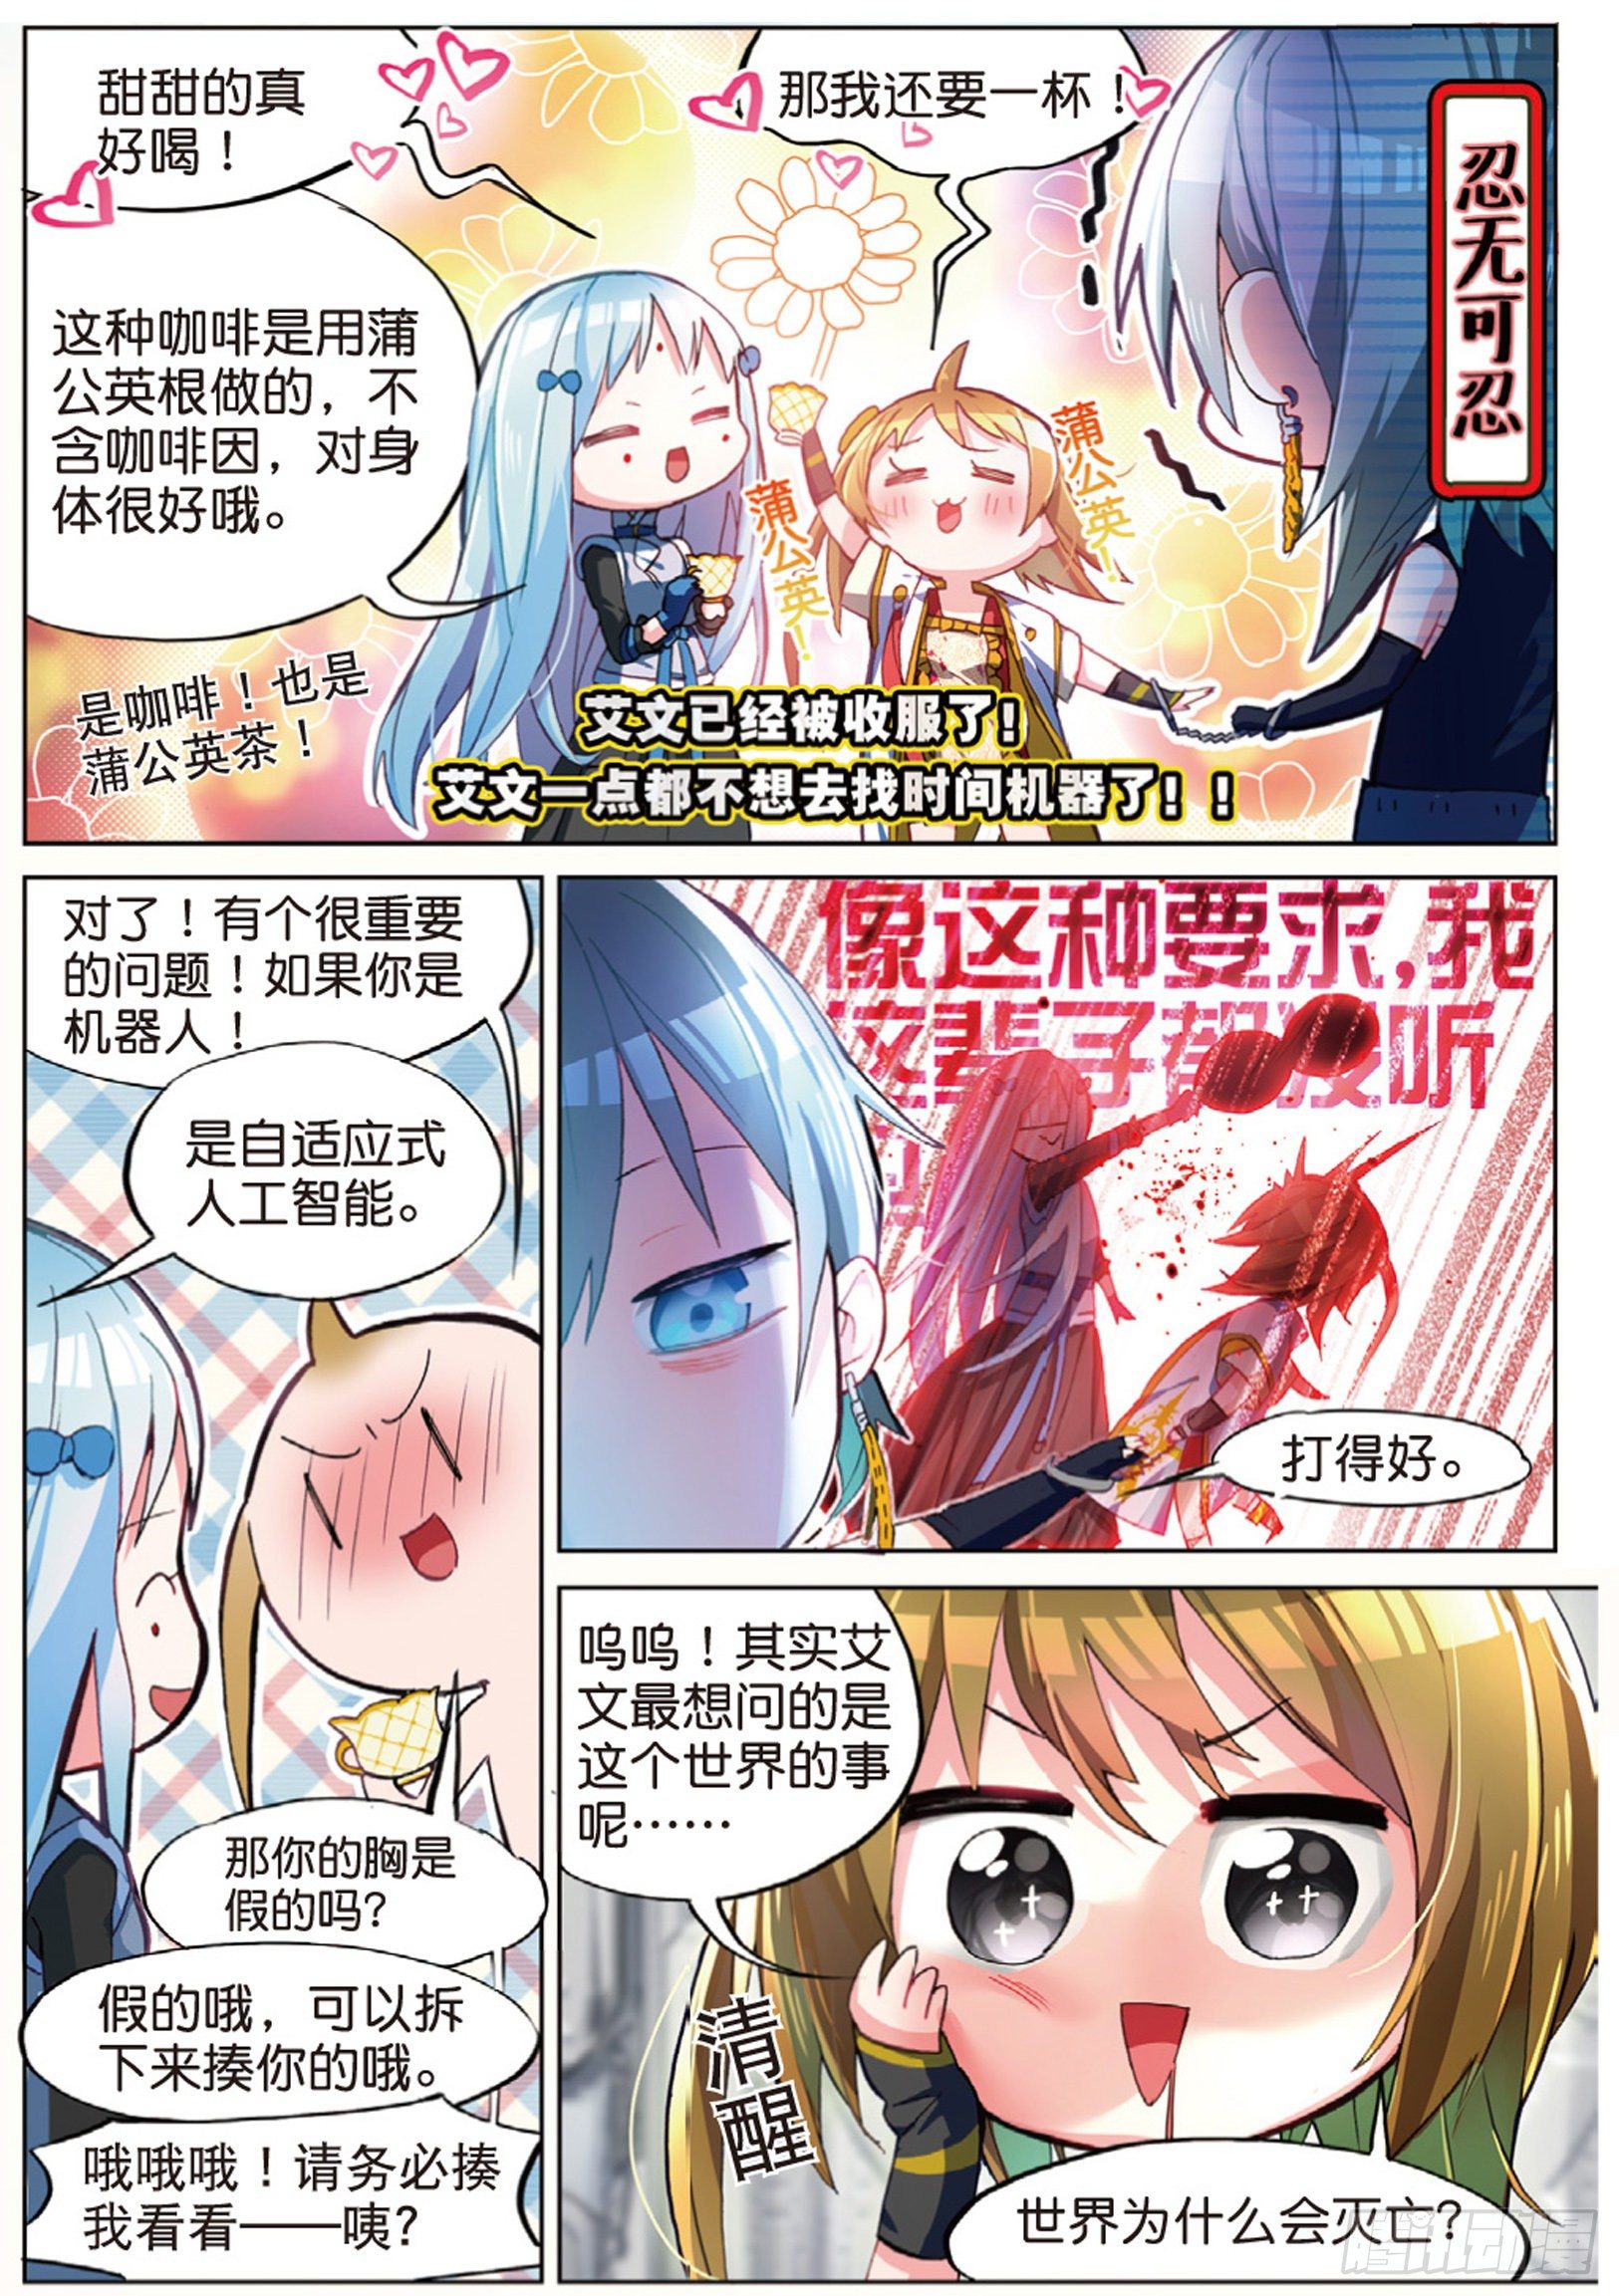 甜甜的真
好喝！
那我还要一杯！
忍无可忍
这种咖啡是用蒲
公英根做的，不
含咖啡因，对身
体很好哦。
蒲公英！
蒲公英！
是咖啡！也是
蒲公英茶！
艾文已经被收服了！
艾文一点都不想去找时间机器了！！
对了！有个很重要
的问题！如果你是
机器人！
是自适应式
人工智能。
那你的胸是
假的吗？
假的哦，可以拆
下来揍你的哦。
哦哦哦！请务必揍
我看看——咦？
像这种要求，我
这辈子都没听
打得好。
呜呜！其实艾
文最想问的是
这个世界的事
呢……
清醒
世界为什么会灭亡？
腾讯动漫